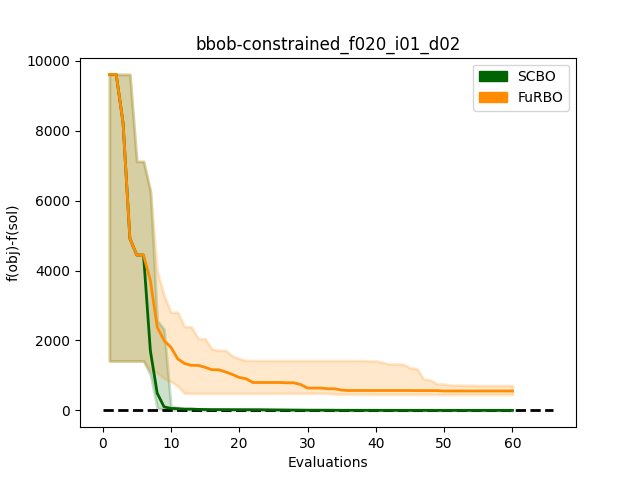 bbob-constrained_f020_i01_d02
SCBO
FuRBO
f(obj)-f(sol)
10000
8000
6000
4000
2000
0
0 10 20 30 40 50 60
Evaluations